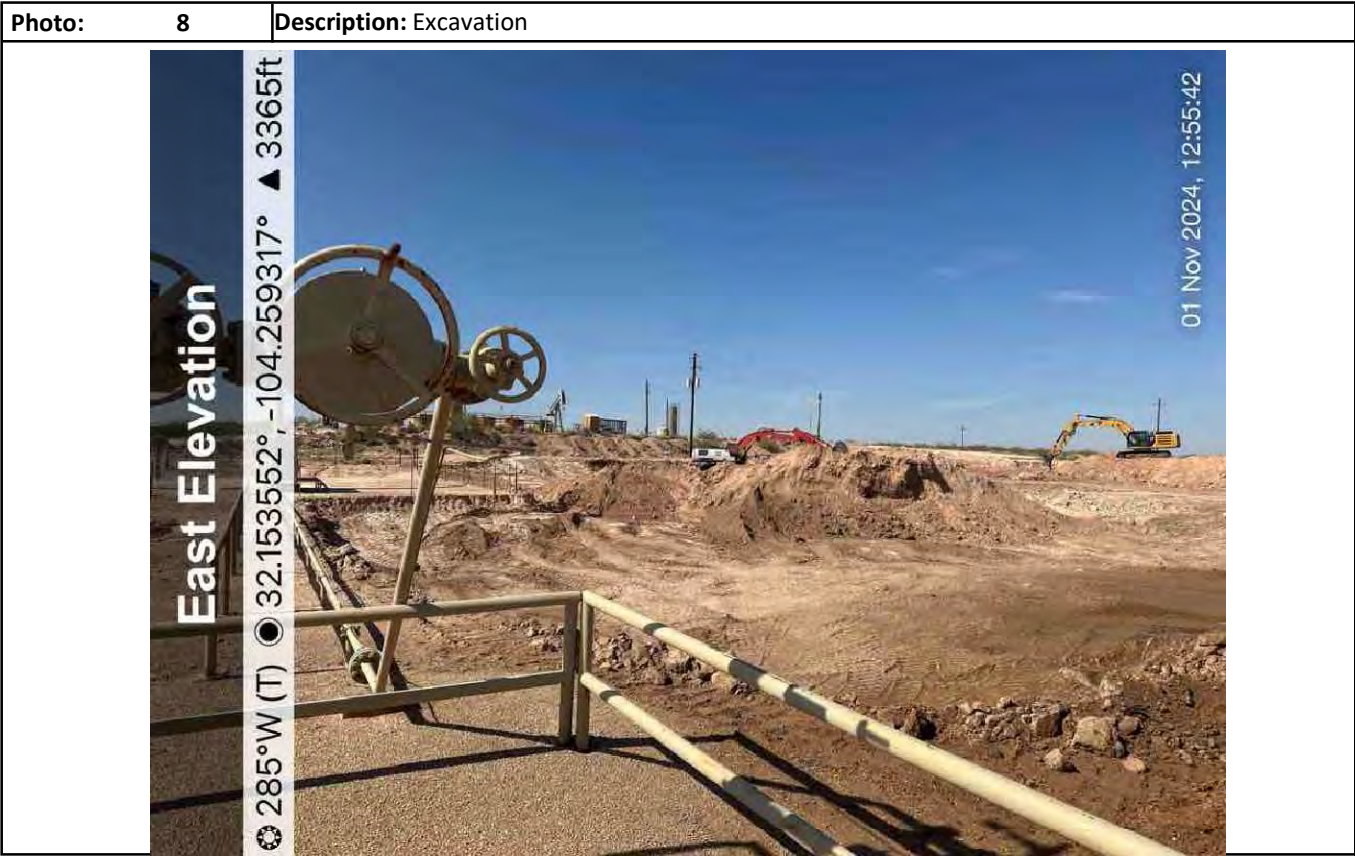 Photo: 8 Description: Excavation
East Elevation
285°W (T) 32.153552°, -104.259317° ▲ 3365ft
01 Nov 2024, 12:55:42